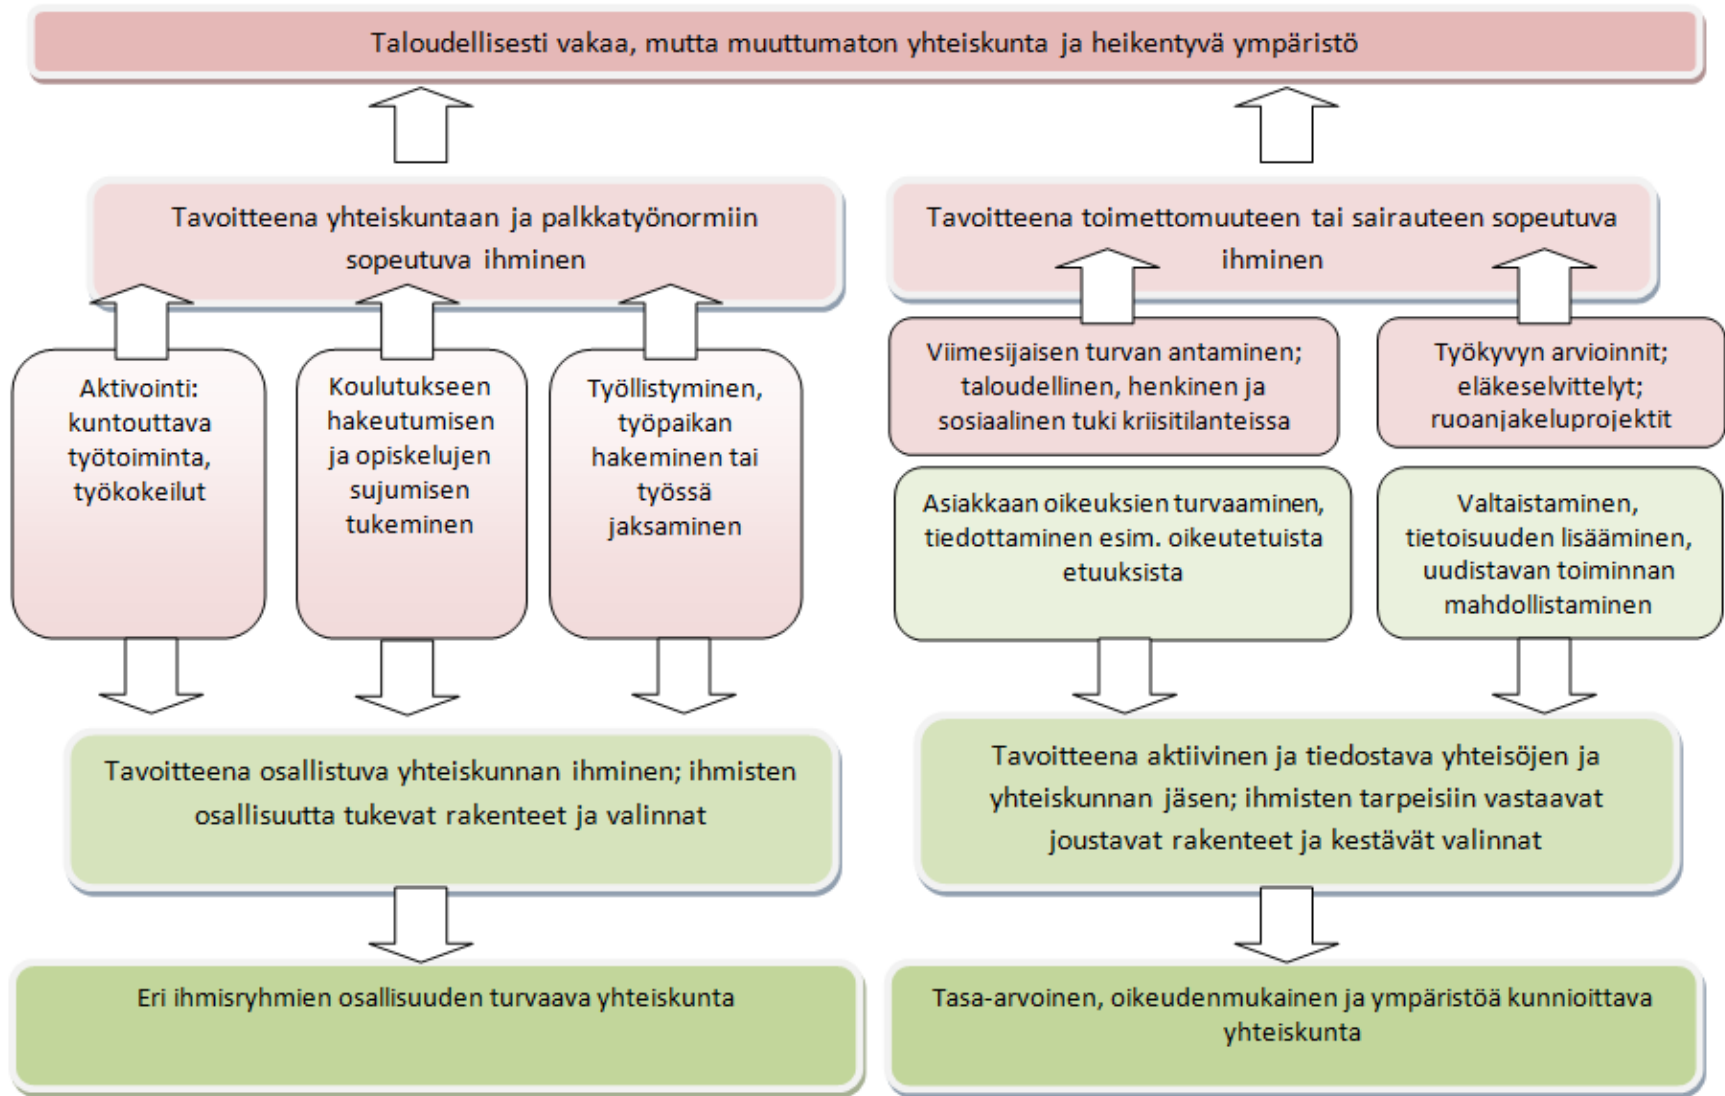 Taloudellisesti vakaa, mutta muuttumaton yhteiskunta ja heikentyvä ympäristö
Tavoitteena yhteiskuntaan ja palkkatyönormiin
sopeutuva ihminen
Tavoitteena toimettomuuteen tai sairauteen sopeutuva
ihminen
Aktivointi:
kuntouttava
työtoiminta,
työkokeilut
Koulutukseen
hakeutumisen
ja opiskelujen
sujumisen
tukeminen
Työllistyminen,
työpaikan
hakeminen tai
työssä
jaksaminen
Viimesijaisen turvan antaminen;
taloudellinen, henkinen ja
sosiaalinen tuki kriisitilanteissa
Työkyvyn arvioinnit;
eläkeselvittelyt;
ruoanjakeluprojektit
Asiakkaan oikeuksien turvaaminen,
tiedottaminen esim. oikeutetuista
etuuksista
Valtaistaminen,
tietoisuuden lisääminen,
uudistavan toiminnan
mahdollistaminen
Tavoitteena osallistuva yhteiskunnan ihminen; ihmisten
osallisuutta tukevat rakenteet ja valinnat
Tavoitteena aktiivinen ja tiedostava yhteisöjen ja
yhteiskunnan jäsen; ihmisten tarpeisiin vastaavat
joustavat rakenteet ja kestävät valinnat
Eri ihmisryhmien osallisuuden turvaava yhteiskunta
Tasa-arvoinen, oikeudenmukainen ja ympäristöä kunnioittava
yhteiskunta